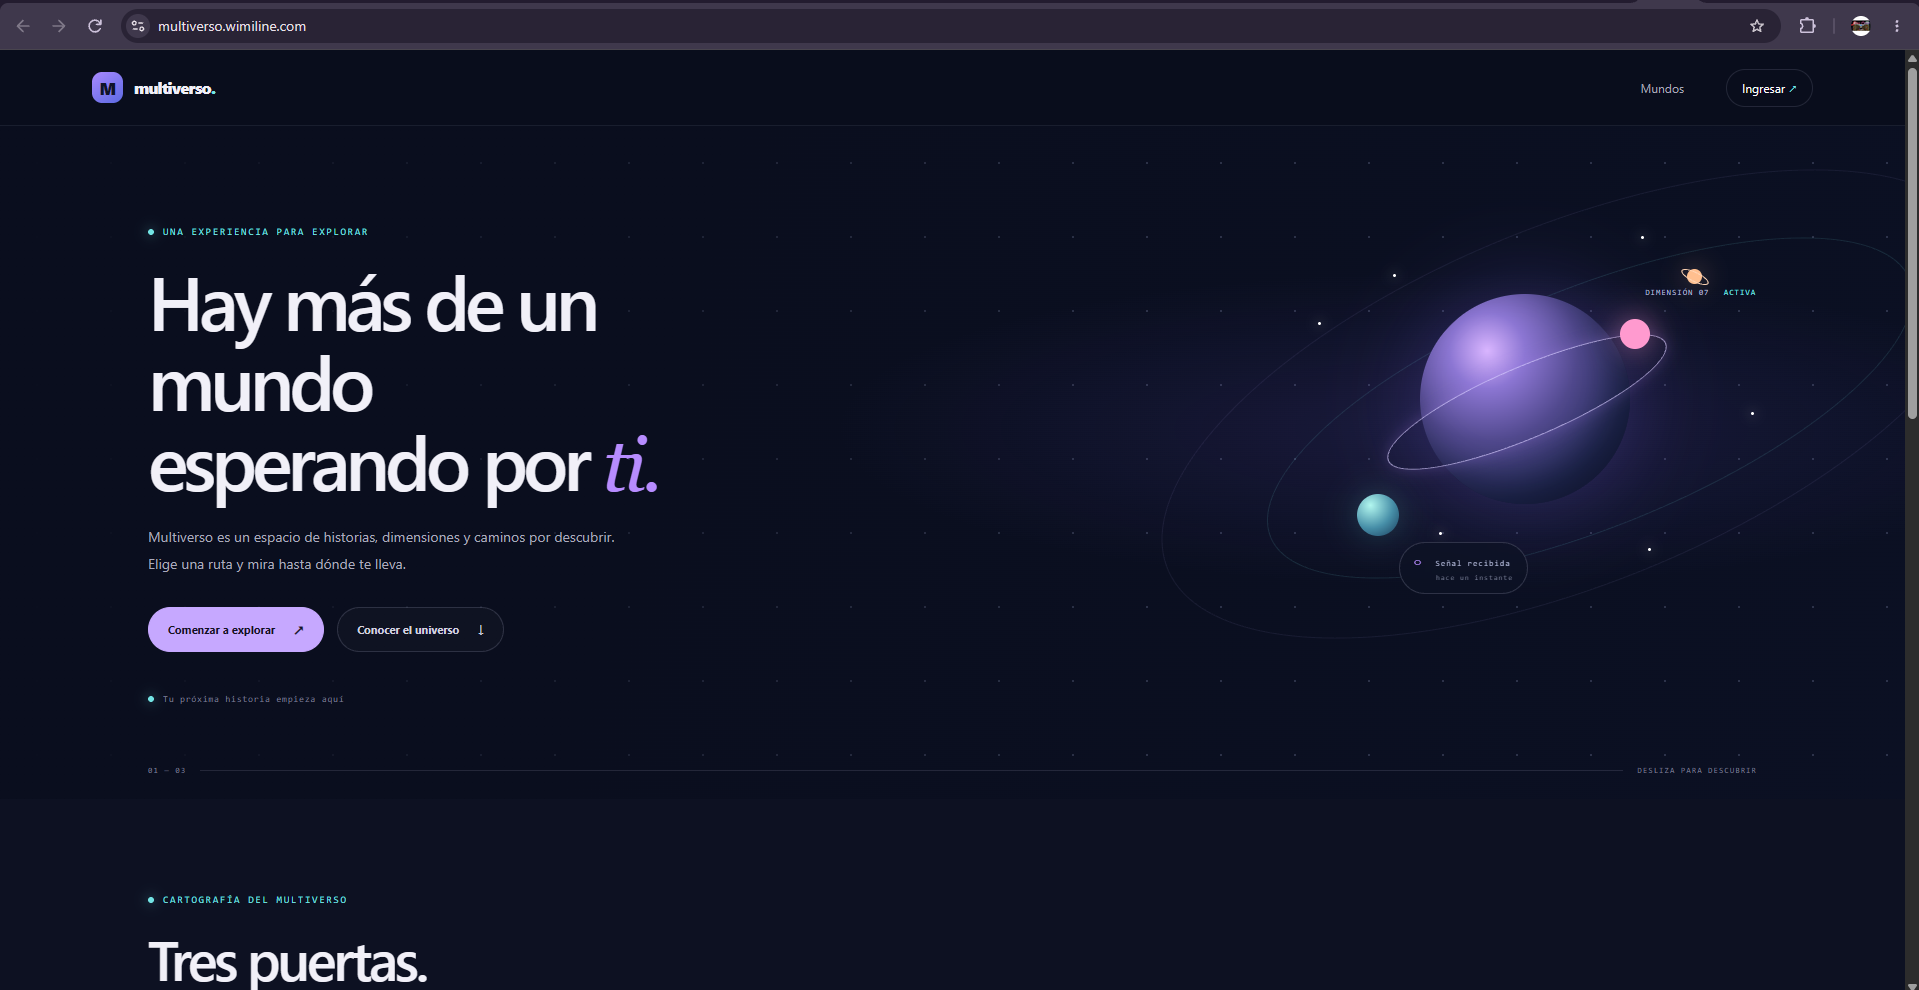 multiverso.wimiline.com
M multiverso.
Mundos
Ingresar ↗
UNA EXPERIENCIA PARA EXPLORAR
Hay más de un
mundo
esperando por ti.
Multiverso es un espacio de historias, dimensiones y caminos por descubrir.
Elige una ruta y mira hasta dónde te lleva.
Comenzar a explorar ↗
Conocer el universo ↓
Tu próxima historia empieza aquí
DIMENSIÓN 07 ACTIVA
Señal recibida
hace un instante
01 — 03
DESLIZA PARA DESCUBRIR
CARTOGRAFÍA DEL MULTIVERSO
Tres puertas.